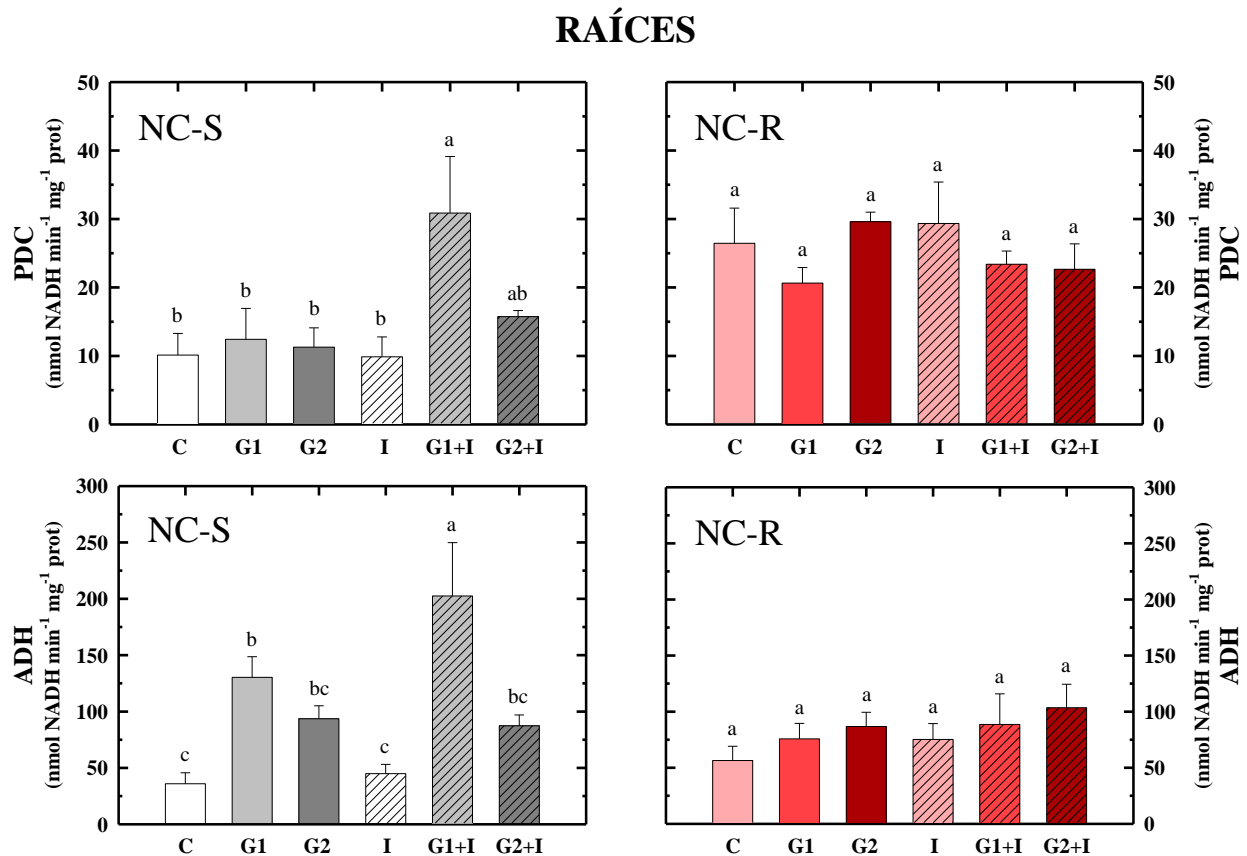 RAÍCES
50
40
30
20
10
0
PDC
(nmol NADH min⁻¹ mg⁻¹ prot)
NC-S
b
b
b
b
a
ab
C
G1
G2
I
G1+I
G2+I
NC-R
a
a
a
a
a
a
C
G1
G2
I
G1+I
G2+I
50
40
30
20
10
0
PDC
(nmol NADH min⁻¹ mg⁻¹ prot)
300
250
200
150
100
50
0
ADH
(nmol NADH min⁻¹ mg⁻¹ prot)
NC-S
c
b
bc
c
a
bc
C
G1
G2
I
G1+I
G2+I
NC-R
a
a
a
a
a
a
C
G1
G2
I
G1+I
G2+I
300
250
200
150
100
50
0
ADH
(nmol NADH min⁻¹ mg⁻¹ prot)